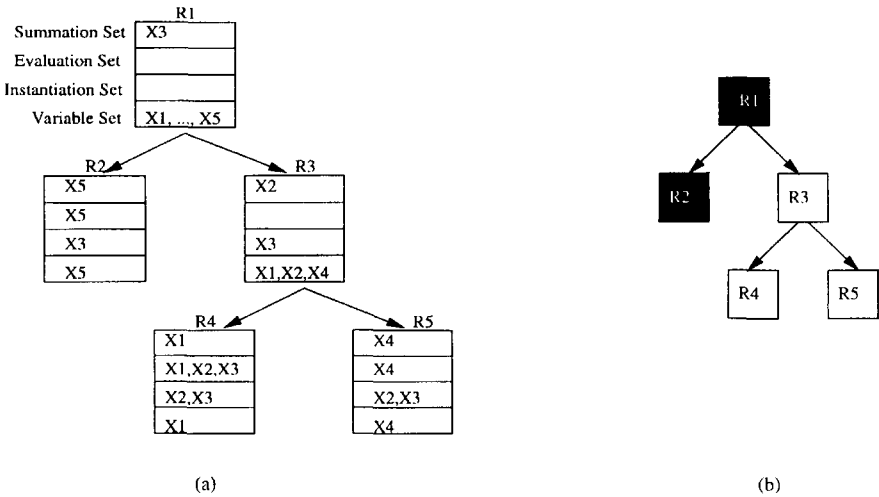 R1
Summation Set X3
Evaluation Set
Instantiation Set
Variable Set X1, ..., X5
R2 R3
X5 X2
X5
X3 X3
X5 X1,X2,X4
R4 R5
X1 X4
X1,X2,X3 X4
X2,X3 X2,X3
X1 X4
(a)
R1
R2 R3
R4 R5
(b)